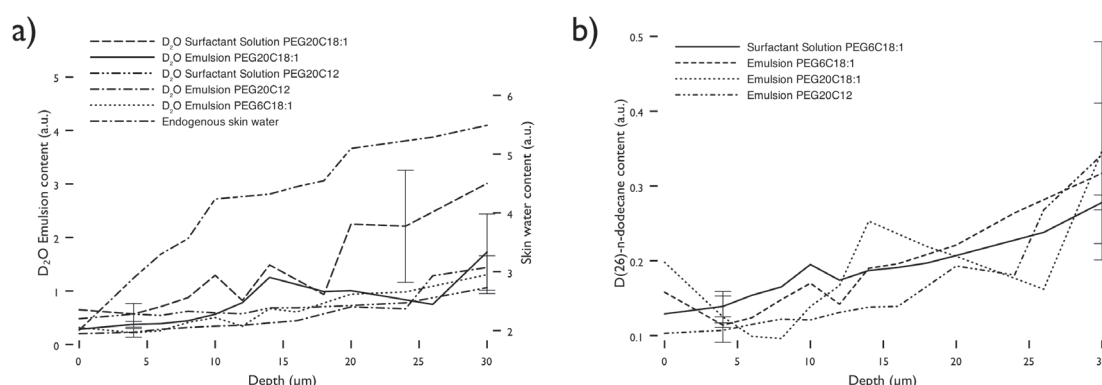 a)
D2O Surfactant Solution PEG20C18:1
D2O Emulsion PEG20C18:1
D2O Surfactant Solution PEG20C12
D2O Emulsion PEG20C12
D2O Emulsion PEG6C18:1
Endogenous skin water
D2O Emulsion content (a.u.)
5
4
3
2
1
0
6
5
4
3
2
Skin water content (a.u.)
0
5
10
15
20
25
30
Depth (um)
b)
Surfactant Solution PEG6C18:1
Emulsion PEG6C18:1
Emulsion PEG20C18:1
Emulsion PEG20C12
D(26)-n-dodecane content (a.u.)
0.5
0.4
0.3
0.2
0.1
0
5
10
15
20
25
30
Depth (um)